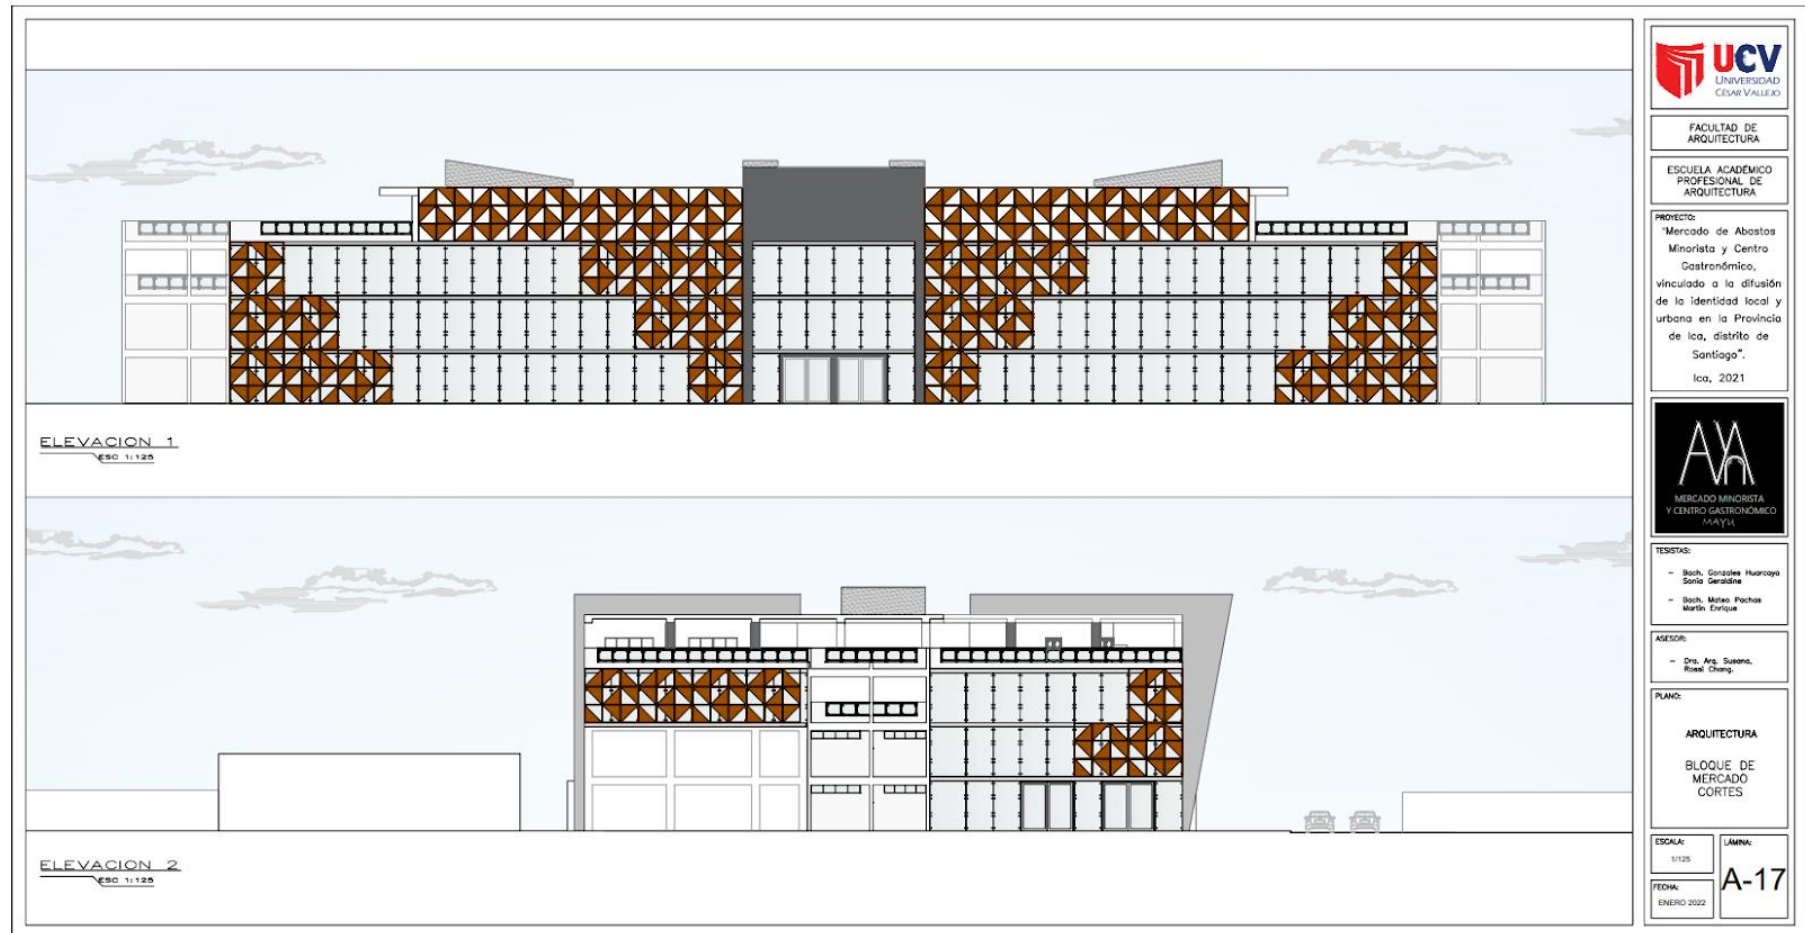 ELEVACION 1
ESC 1:125
ELEVACION 2
ESC 1:125
UCV
UNIVERSIDAD
CÉSAR VALLEJO
FACULTAD DE
ARQUITECTURA
ESCUELA ACADÉMICO
PROFESIONAL DE
ARQUITECTURA
PROYECTO:
"Mercado de Abastos
Minorista y Centro
Gastronómico,
vinculado a la difusión
de la identidad local y
urbana en la Provincia
de Ica, distrito de
Santiago".
Ica, 2021
MERCADO MINORISTA
Y CENTRO GASTRONÓMICO
MAYU
TESISTAS:
- Bach. Gonzales Huarcaya
Sonia Geraldine
- Bach. Mateo Pachas
Martín Enrique
ASESOR:
- Dra. Arq. Susana,
Rossi Chang.
PLANO:
ARQUITECTURA
BLOQUE DE
MERCADO
CORTES
ESCALA:
1/125
LÁMINA:
A-17
FECHA:
ENERO 2022